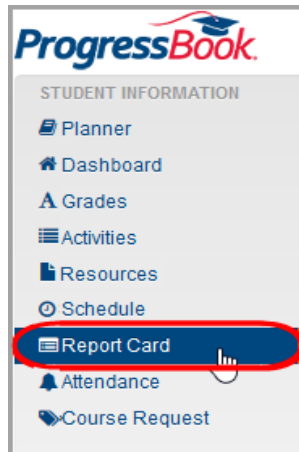 ProgressBook.
STUDENT INFORMATION
Planner
Dashboard
Grades
Activities
Resources
Schedule
Report Card
Attendance
Course Request